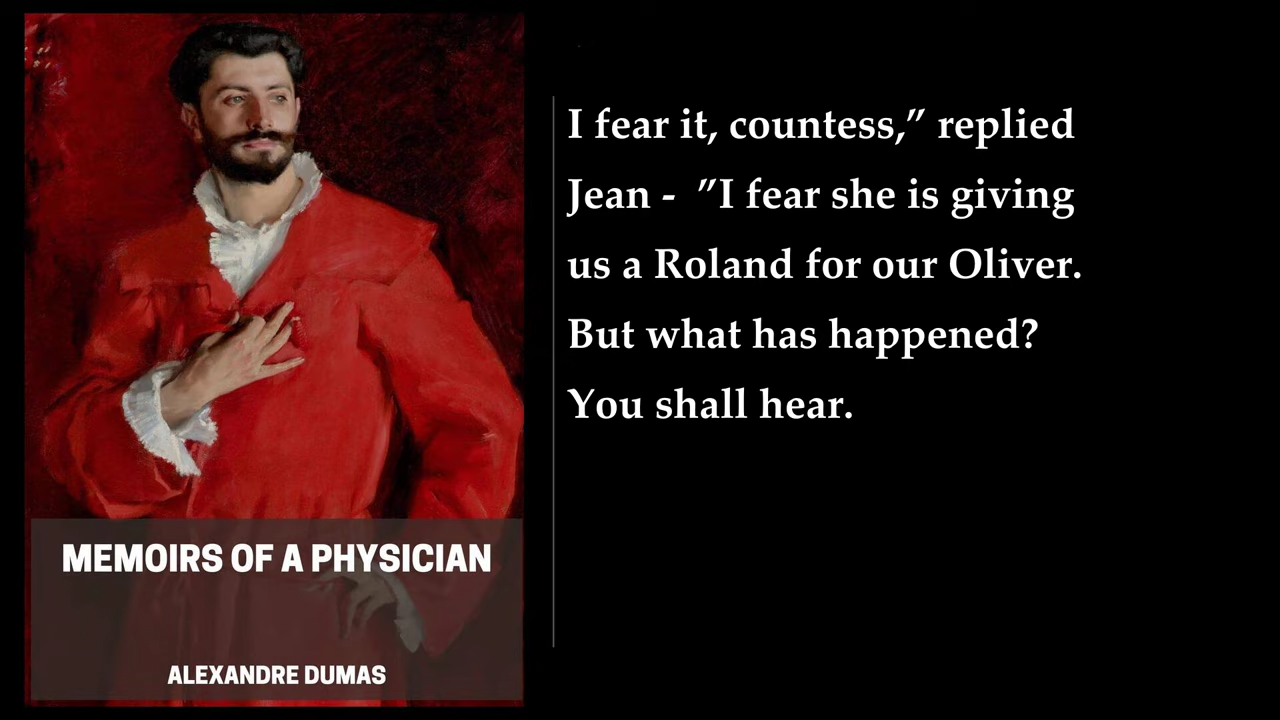 I fear it, countess,” replied
Jean -  ”I fear she is giving
us a Roland for our Oliver.
But what has happened?
You shall hear.
MEMOIRS OF A PHYSICIAN
ALEXANDRE DUMAS